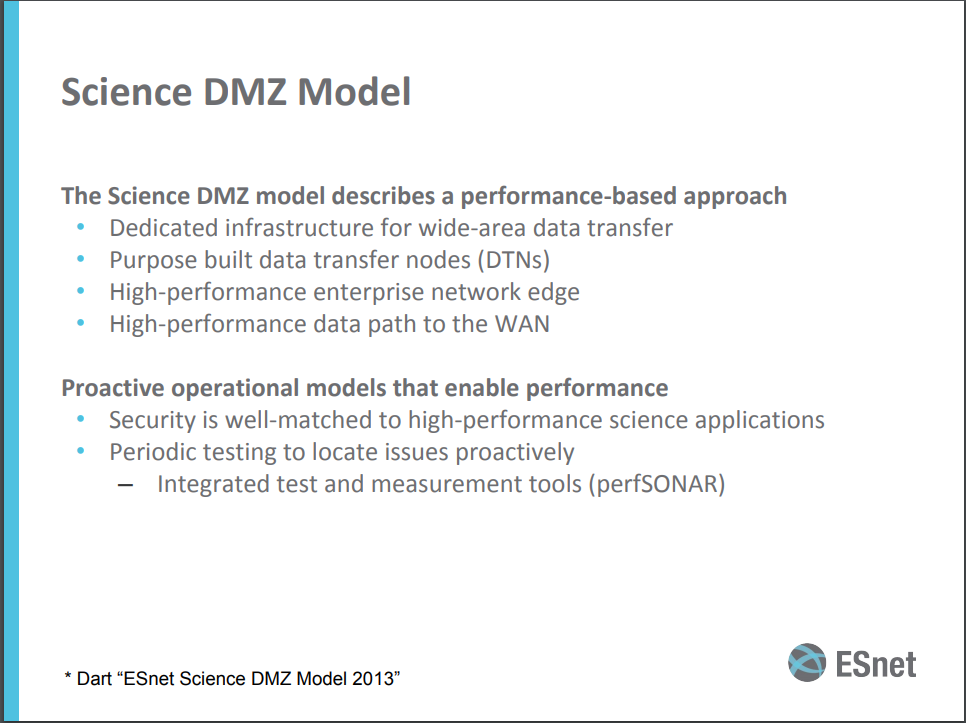 Science DMZ Model
The Science DMZ model describes a performance-based approach
• Dedicated infrastructure for wide-area data transfer
• Purpose built data transfer nodes (DTNs)
• High-performance enterprise network edge
• High-performance data path to the WAN
Proactive operational models that enable performance
• Security is well-matched to high-performance science applications
• Periodic testing to locate issues proactively
– Integrated test and measurement tools (perfSONAR)
* Dart “ESnet Science DMZ Model 2013”
ESnet